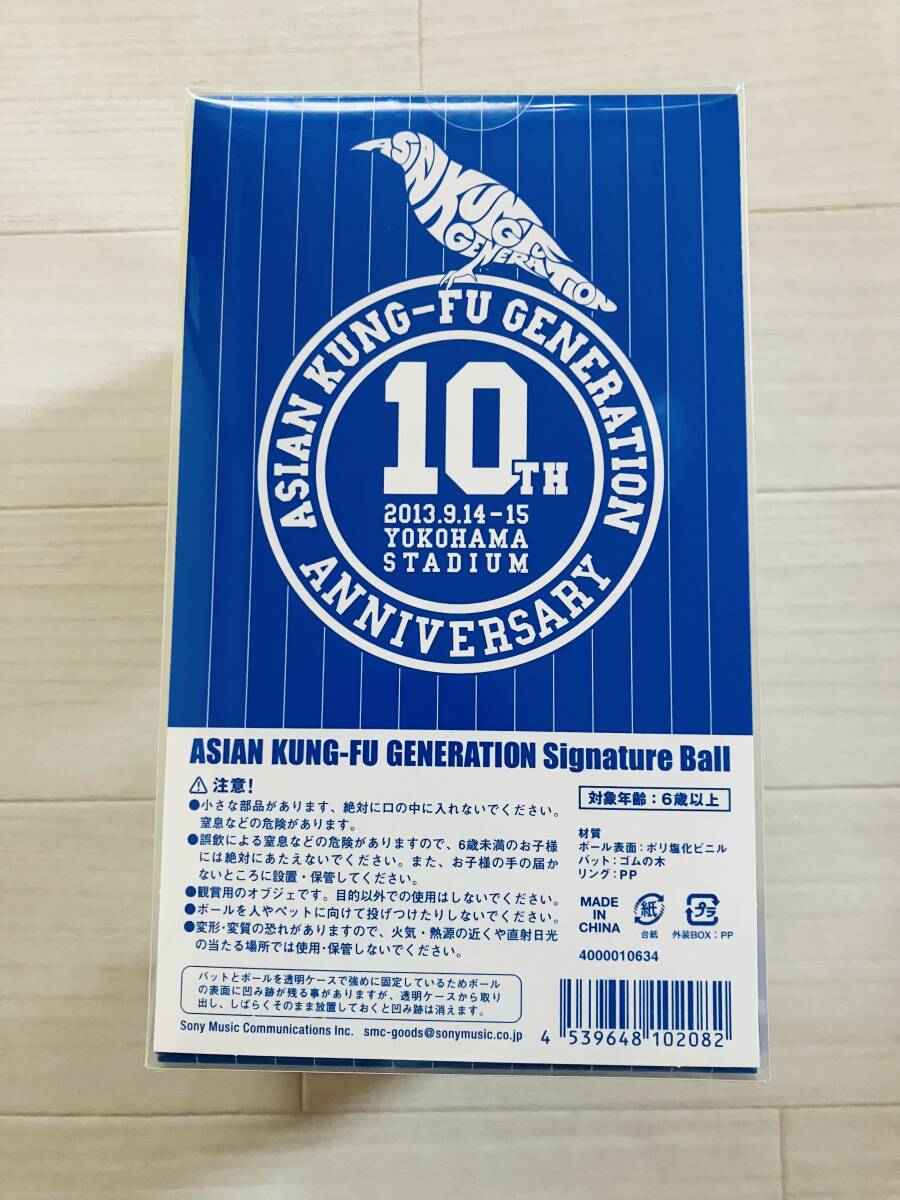 ASIAN KUNG-FU GENERATION
ASIAN KUNG-FU GENERATION
10TH
2013.9.14-15
YOKOHAMA
STADIUM
ANNIVERSARY
ASIAN KUNG-FU GENERATION Signature Ball
注意!
●小さな部品があります、絶対に口の中に入れないでください。
窒息などの危険があります。
●誤飲による窒息などの危険がありますので、6歳未満のお子様
には絶対にあたえないでください。また、お子様の手の届か
ないところに設置・保管してください。
●観賞用のオブジェです。目的以外での使用はしないでください。
●ボールを人やペットに向けて投げつけたりしないでください。
●変形・変質の恐れがありますので、火気・熱源の近くや直射日光
の当たる場所では使用・保管しないでください。
対象年齢:6歳以上
材質
ボール表面:ポリ塩化ビニル
バット:ゴムの木
リング:PP
MADE
IN
CHINA
紙
台紙
プラ
外装BOX:PP
4000010634
バットとボールを透明ケースで強めに固定しているためボール
の表面に凹み跡が残る事がありますが、透明ケースから取り
出し、しばらくそのまま放置しておくと凹み跡は消えます。
Sony Music Communications Inc. smc-goods@sonymusic.co.jp
4 539648 102082